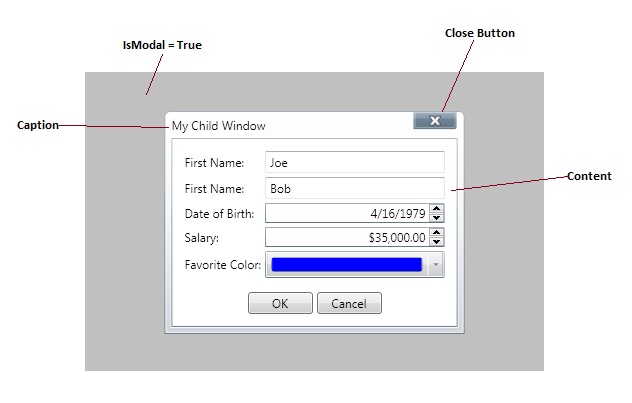 Close Button
IsModal = True
Caption
My Child Window
X
First Name: Joe
First Name: Bob
Content
Date of Birth: 4/16/1979
Salary: $35,000.00
Favorite Color:
OK Cancel